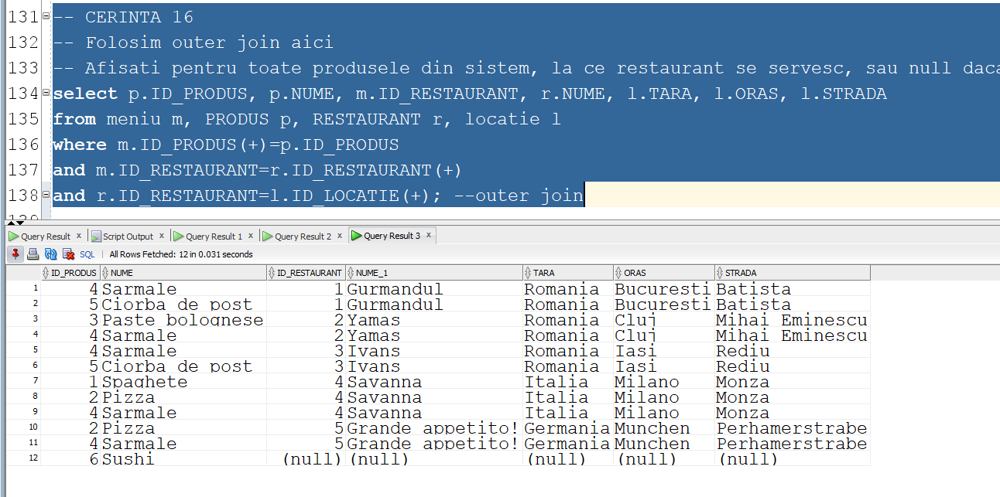 131 -- CERINTA 16
132 -- Folosim outer join aici
133 -- Afisati pentru toate produsele din sistem, la ce restaurant se servesc, sau null daca
134 select p.ID_PRODUS, p.NUME, m.ID_RESTAURANT, r.NUME, l.TARA, l.ORAS, l.STRADA
135 from meniu m, PRODUS p, RESTAURANT r, locatie l
136 where m.ID_PRODUS(+)=p.ID_PRODUS
137 and m.ID_RESTAURANT=r.ID_RESTAURANT(+)
138 and r.ID_RESTAURANT=l.ID_LOCATIE(+); --outer join
Query Result x Script Output x Query Result 1 x Query Result 2 x Query Result 3 x
SQL | All Rows Fetched: 12 in 0.031 seconds
ID_PRODUS NUME ID_RESTAURANT NUME_1 TARA ORAS STRADA
1 4 Sarmale 1 Gurmandul Romania Bucuresti Batista
2 5 Ciorba de post 1 Gurmandul Romania Bucuresti Batista
3 3 Paste bolognese 2 Yamas Romania Cluj Mihai Eminescu
4 4 Sarmale 2 Yamas Romania Cluj Mihai Eminescu
5 4 Sarmale 3 Ivans Romania Iasi Rediu
6 5 Ciorba de post 3 Ivans Romania Iasi Rediu
7 1 Spaghete 4 Savanna Italia Milano Monza
8 2 Pizza 4 Savanna Italia Milano Monza
9 4 Sarmale 4 Savanna Italia Milano Monza
10 2 Pizza 5 Grande appetito! Germania Munchen Perhamerstrabe
11 4 Sarmale 5 Grande appetito! Germania Munchen Perhamerstrabe
12 6 Sushi (null) (null) (null) (null) (null)